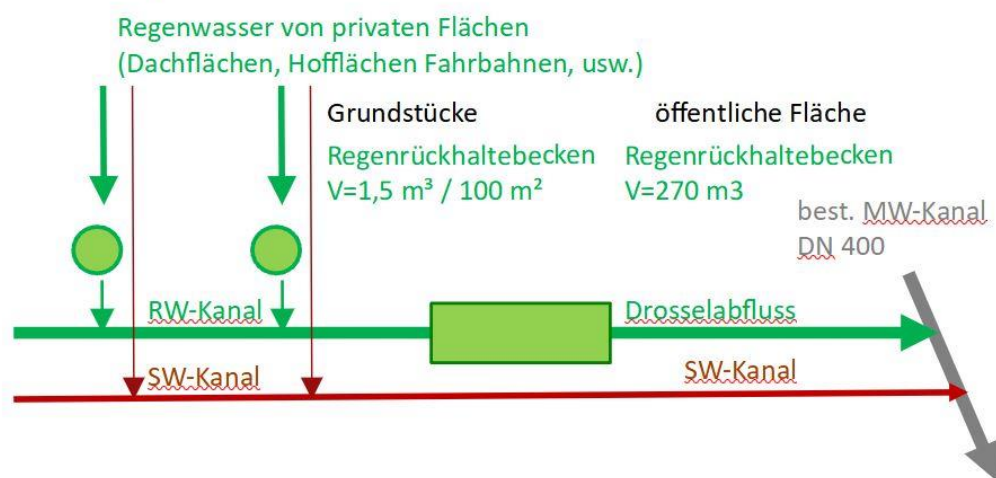 Regenwasser von privaten Flächen
(Dachflächen, Hofflächen Fahrbahnen, usw.)
Grundstücke
öffentliche Fläche
Regenrückhaltebecken
V=1,5 m³ / 100 m²
Regenrückhaltebecken
V=270 m3
best. MW-Kanal
DN 400
RW-Kanal
Drosselabfluss
SW-Kanal
SW-Kanal